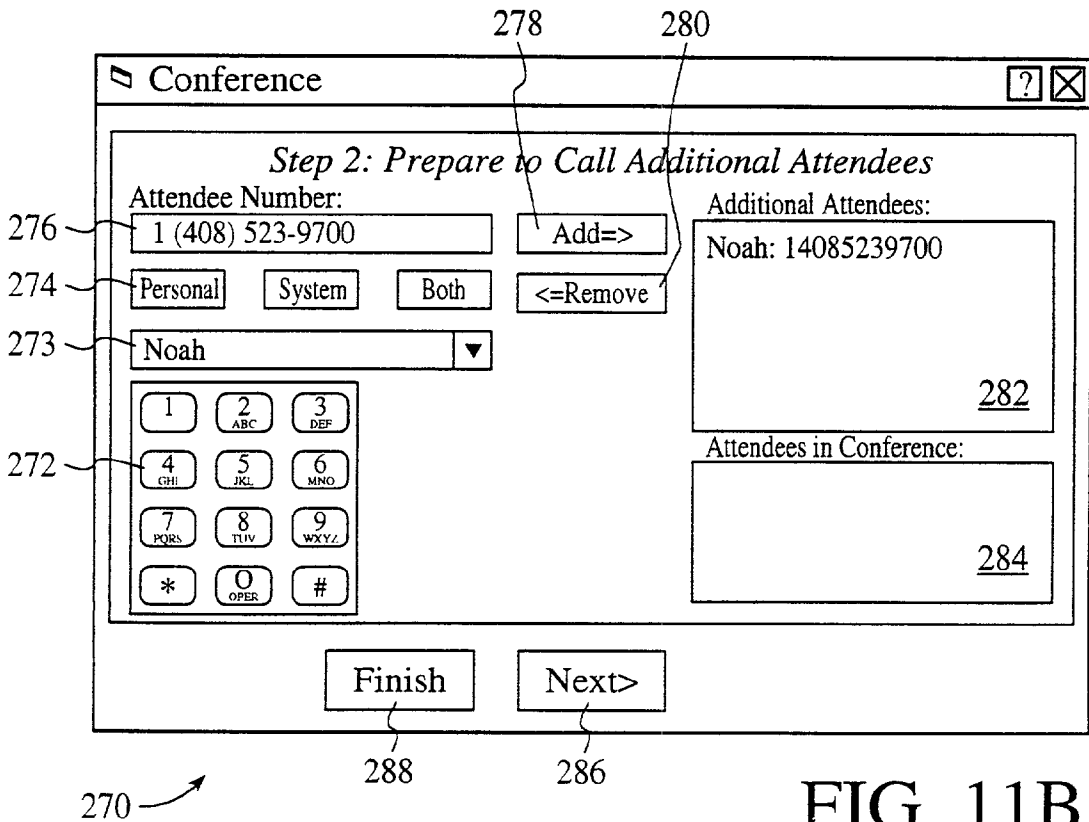 278 280
Conference ?
Step 2: Prepare to Call Additional Attendees
Attendee Number:
276 1 (408) 523-9700
Add=>
274 Personal System Both
<=Remove
273 Noah
272
1 2 ABC 3 DEF
4 GHI 5 JKL 6 MNO
7 PQRS 8 TUV 9 WXYZ
* O OPER #
Additional Attendees:
Noah: 14085239700
282
Attendees in Conference:
284
Finish Next>
288 286
270
FIG. 11B